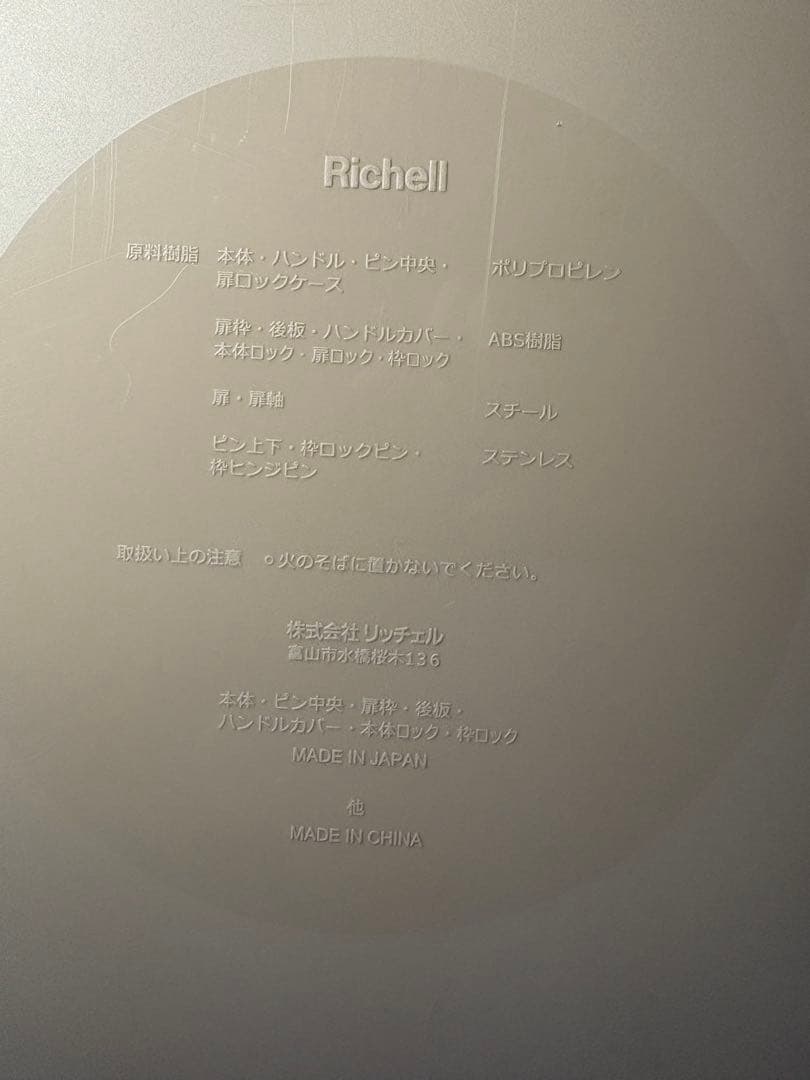 Richell
原料樹脂 本体・ハンドル・ピン中央・ ポリプロピレン
扉ロックケース
扉枠・後板・ハンドルカバー・ ABS樹脂
本体ロック・扉ロック・枠ロック
扉・扉軸 スチール
ピン上下・枠ロックピン・ ステンレス
枠ヒンジピン
取扱い上の注意 ○火のそばに置かないでください。
株式会社 リッチェル
富山市水橋桜木136
本体・ピン中央・扉枠・後板・
ハンドルカバー・本体ロック・枠ロック
MADE IN JAPAN
他
MADE IN CHINA